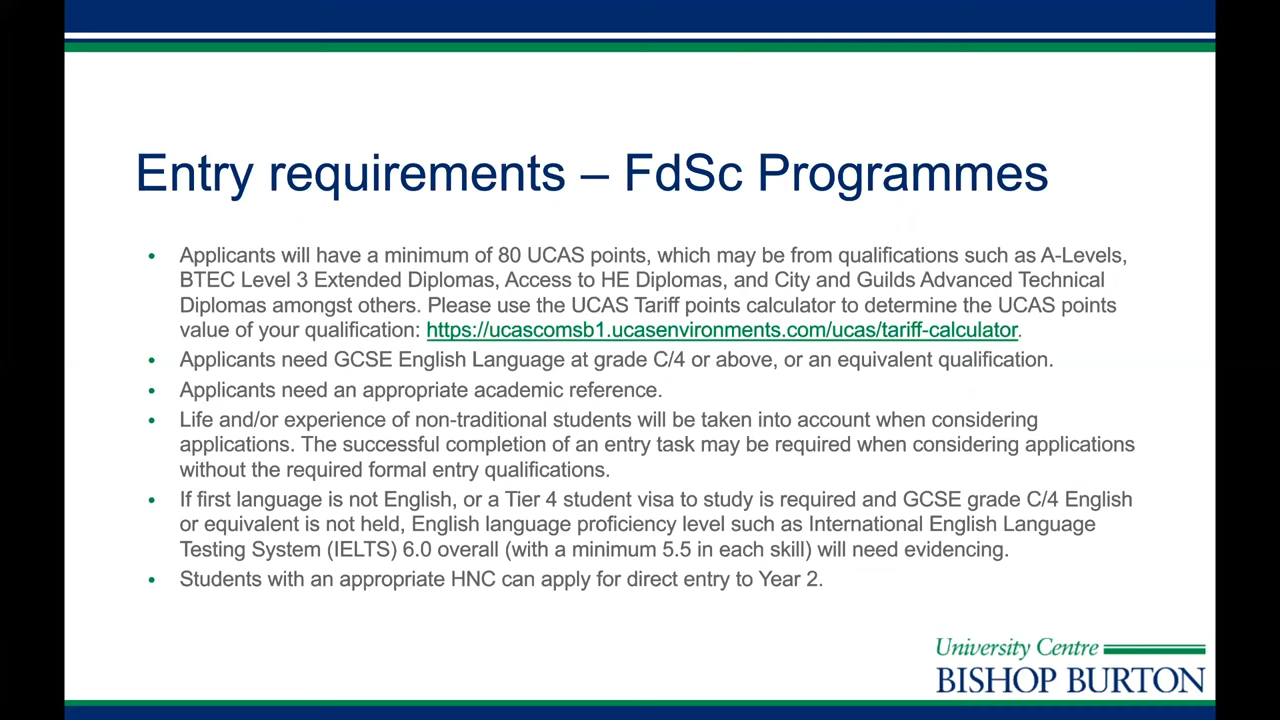 Entry requirements – FdSc Programmes
• Applicants will have a minimum of 80 UCAS points, which may be from qualifications such as A-Levels,
BTEC Level 3 Extended Diplomas, Access to HE Diplomas, and City and Guilds Advanced Technical
Diplomas amongst others. Please use the UCAS Tariff points calculator to determine the UCAS points
value of your qualification: https://ucascomsb1.ucasenvironments.com/ucas/tariff-calculator.
• Applicants need GCSE English Language at grade C/4 or above, or an equivalent qualification.
• Applicants need an appropriate academic reference.
• Life and/or experience of non-traditional students will be taken into account when considering
applications. The successful completion of an entry task may be required when considering applications
without the required formal entry qualifications.
• If first language is not English, or a Tier 4 student visa to study is required and GCSE grade C/4 English
or equivalent is not held, English language proficiency level such as International English Language
Testing System (IELTS) 6.0 overall (with a minimum 5.5 in each skill) will need evidencing.
• Students with an appropriate HNC can apply for direct entry to Year 2.
University Centre
BISHOP BURTON